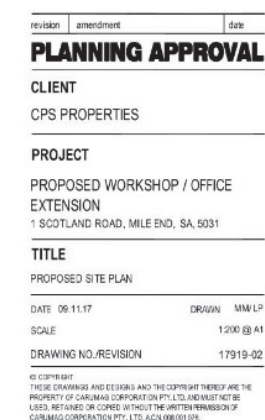 revision amendment date
PLANNING APPROVAL
CLIENT
CPS PROPERTIES
PROJECT
PROPOSED WORKSHOP / OFFICE
EXTENSION
1 SCOTLAND ROAD, MILE END, SA, 5031
TITLE
PROPOSED SITE PLAN
DATE 09.11.17 DRAWN MM/LP
SCALE 1:200 @ A1
DRAWING NO./REVISION 17919-02
© COPYRIGHT
THESE DRAWINGS AND DESIGNS AND THE COPYRIGHT THEREOF ARE THE
PROPERTY OF CARUMAG CORPORATION PTY. LTD. AND MUST NOT BE
USED, RETAINED OR COPIED WITHOUT THE WRITTEN PERMISSION OF
CARUMAG CORPORATION PTY. LTD. A.C.N. 008 001 076.